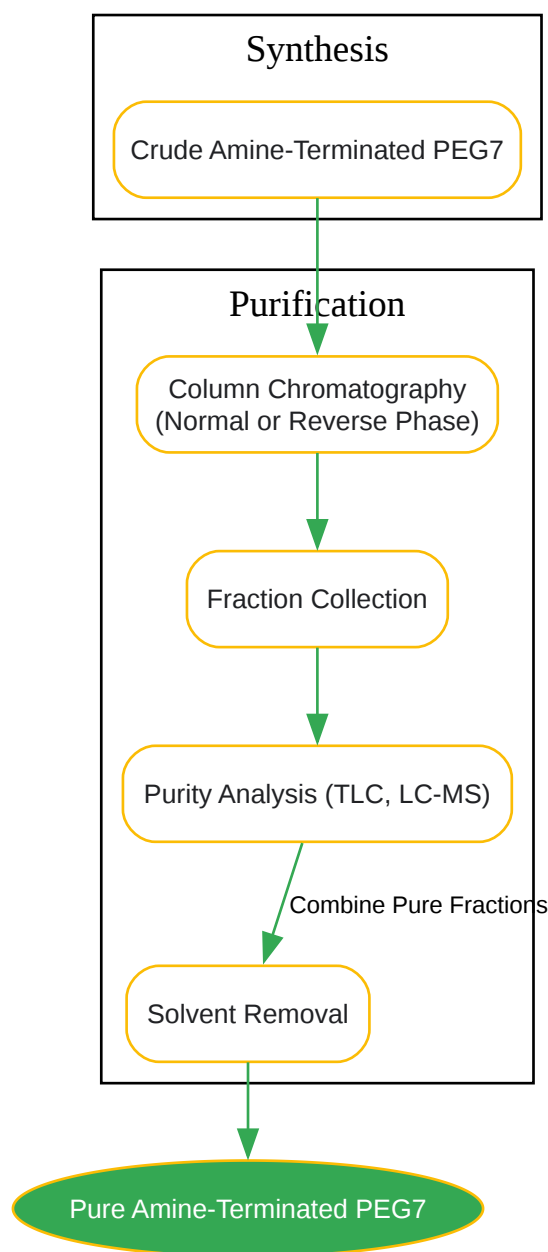 Synthesis
Crude Amine-Terminated PEG7
Purification
Column Chromatography
(Normal or Reverse Phase)
Fraction Collection
Purity Analysis (TLC, LC-MS)
Combine Pure Fractions
Solvent Removal
Pure Amine-Terminated PEG7